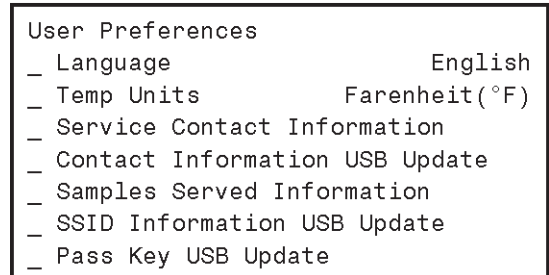 User Preferences
_ Language English
_ Temp Units Farenheit(°F)
_ Service Contact Information
_ Contact Information USB Update
_ Samples Served Information
_ SSID Information USB Update
_ Pass Key USB Update